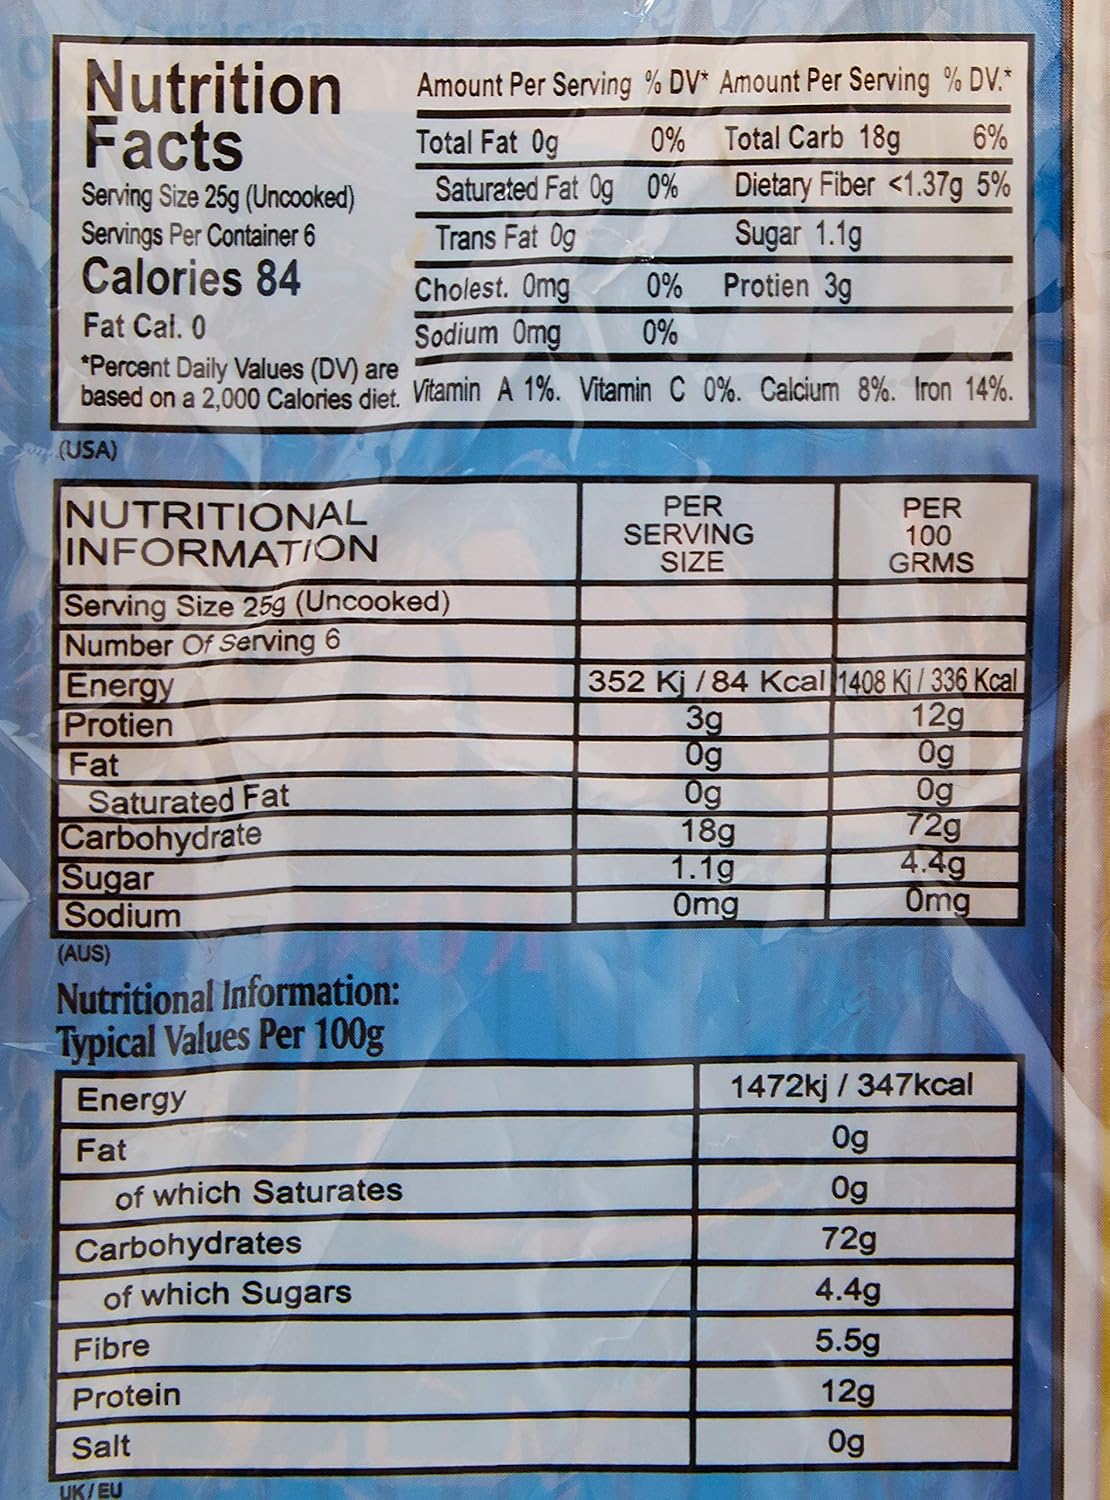 Nutrition
Facts
Serving Size 25g (Uncooked)
Servings Per Container 6
Calories 84
Fat Cal. 0
*Percent Daily Values (DV) are
based on a 2,000 Calories diet.
Amount Per Serving % DV* Amount Per Serving % DV.*
Total Fat 0g 0% Total Carb 18g 6%
Saturated Fat 0g 0% Dietary Fiber <1.37g 5%
Trans Fat 0g Sugar 1.1g
Cholest. 0mg 0% Protien 3g
Sodium 0mg 0%
Vitamin A 1%. Vitamin C 0%. Calcium 8%. Iron 14%.
(USA)
NUTRITIONAL
INFORMATION
PER
SERVING
SIZE
PER
100
GRMS
Serving Size 25g (Uncooked)
Number Of Serving 6
Energy 352 Kj / 84 Kcal 1408 Kj / 336 Kcal
Protien 3g 12g
Fat 0g 0g
Saturated Fat 0g 0g
Carbohydrate 18g 72g
Sugar 1.1g 4.4g
Sodium 0mg 0mg
(AUS)
Nutritional Information:
Typical Values Per 100g
Energy 1472kj / 347kcal
Fat 0g
of which Saturates 0g
Carbohydrates 72g
of which Sugars 4.4g
Fibre 5.5g
Protein 12g
Salt 0g
UK/EU